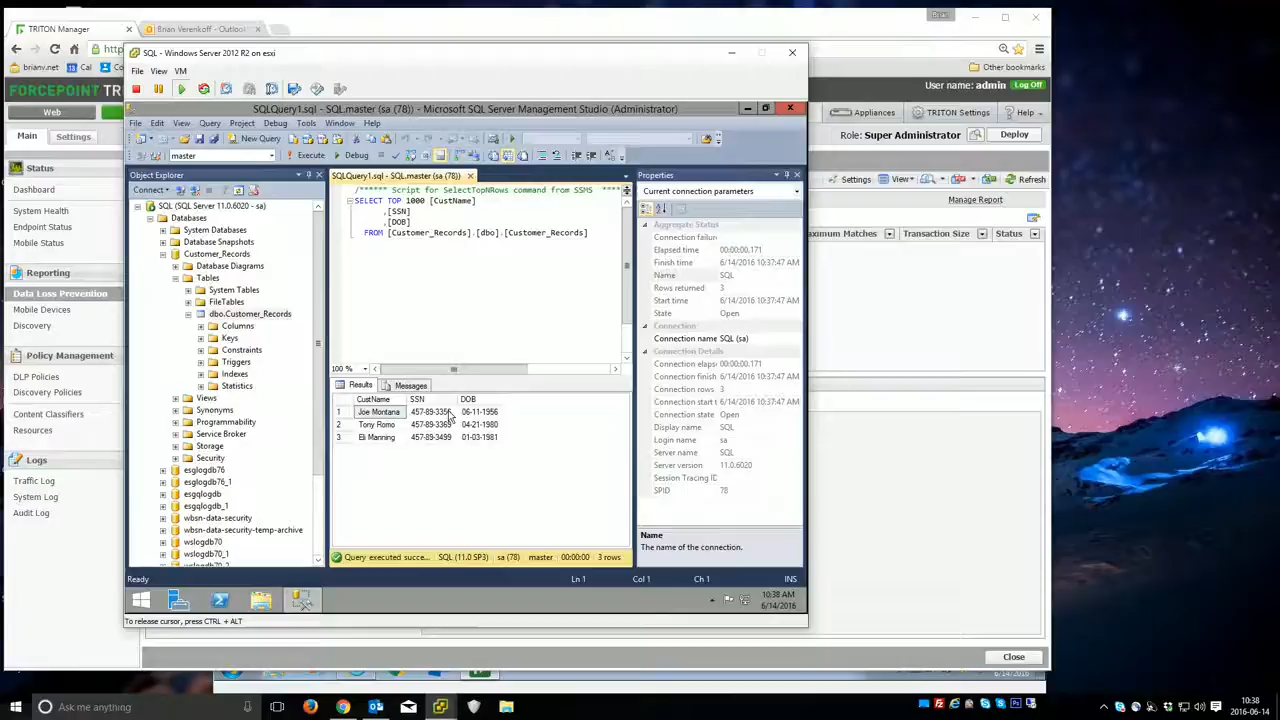 TRITON Manager
Brian Verenkoff - Outlook
Brian
brianv.net
Cal
Other bookmarks
FORCEPOINT
User name: admin
Log Off
Web
Appliances
TRITON Settings
Help
Main
Settings
Role: Super Administrator
Deploy
Status
Dashboard
System Health
Endpoint Status
Mobile Status
Reporting
Data Loss Prevention
Mobile Devices
Discovery
Policy Management
DLP Policies
Discovery Policies
Content Classifiers
Resources
Logs
Traffic Log
System Log
Audit Log
Settings
View
Refresh
Manage Report
aximum Matches
Transaction Size
Status
SQL - Windows Server 2012 R2 on esxi
File View VM
SQLQuery1.sql - SQL.master (sa (78)) - Microsoft SQL Server Management Studio (Administrator)
File Edit View Query Project Debug Tools Window Help
New Query
master
Execute
Debug
Object Explorer
Connect
SQL (SQL Server 11.0.6020 - sa)
Databases
System Databases
Database Snapshots
Customer_Records
Database Diagrams
Tables
System Tables
FileTables
dbo.Customer_Records
Columns
Keys
Constraints
Triggers
Indexes
Statistics
Views
Synonyms
Programmability
Service Broker
Storage
Security
esglogdb76
esglogdb76_1
esgqlogdb
esgqlogdb_1
wbsn-data-security
wbsn-data-security-temp-archive
wslogdb70
wslogdb70_1
SQLQuery1.sql - SQL.master (sa (78))
/****** Script for SelectTopNRows command from SSMS ****
SELECT TOP 1000 [CustName]
,[SSN]
,[DOB]
FROM [Customer_Records].[dbo].[Customer_Records]
100 %
Results
Messages
CustName SSN DOB
1 Joe Montana 06-11-1956
2 Tony Romo 04-21-1980
3 Eli Manning 457-89-3499 01-03-1981
Query executed succe...
SQL (11.0 SP3)
sa (78)
master
00:00:00
3 rows
Properties
Current connection parameters
Aggregate Status
Connection failur
Elapsed time 00:00:00.171
Finish time 6/14/2016 10:37:47 AM
Name SQL
Rows returned 3
Start time 6/14/2016 10:37:47 AM
State Open
Connection
Connection name SQL (sa)
Connection Details
Connection elaps 00:00:00.171
Connection finish 6/14/2016 10:37:47 AM
Connection rows 3
Connection start t 6/14/2016 10:37:47 AM
Connection state Open
Display name SQL
Login name sa
Server name SQL
Server version 11.0.6020
Session Tracing ID
SPID 78
Name
The name of the connection.
Ready
Ln 1
Col 1
Ch 1
INS
10:38 AM
6/14/2016
To release cursor, press CTRL + ALT
Close
Ask me anything
10:38
2016-06-14